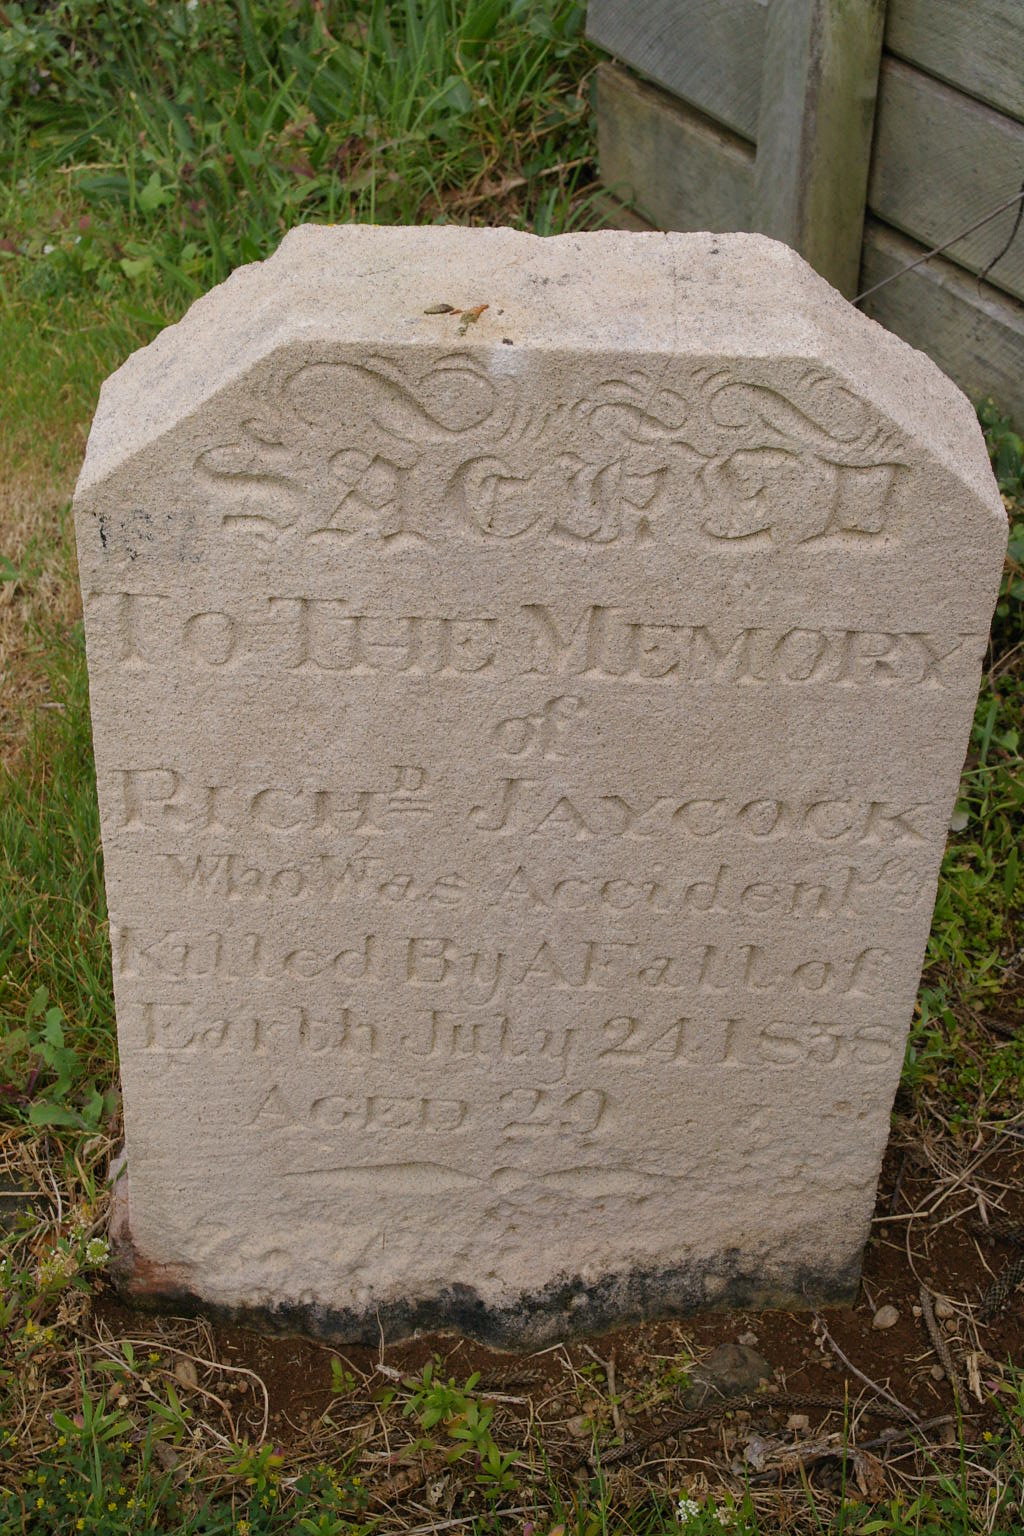 SACRED
To THE MEMORY
of
RICHD JAYCOCK
Who Was Accidentlly
Killed By A Fall of
Earth July 24 1838
AGED 29